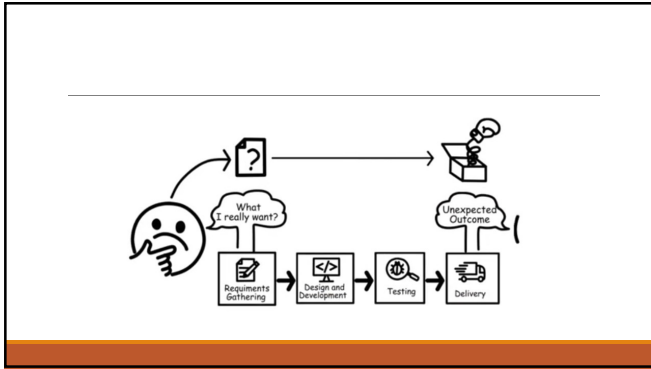 ?
What
I really want?
Unexpected
Outcome
</>
Requiments
Gathering
Design and
Development
Testing
Delivery